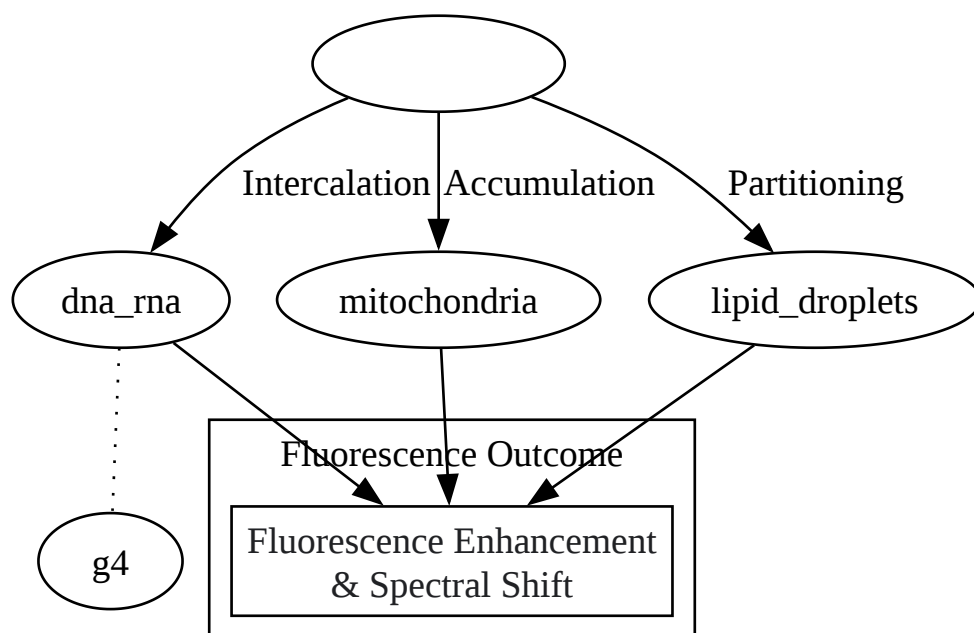 Intercalation Accumulation Partitioning
dna_rna mitochondria lipid_droplets
Fluorescence Outcome
g4
Fluorescence Enhancement
& Spectral Shift